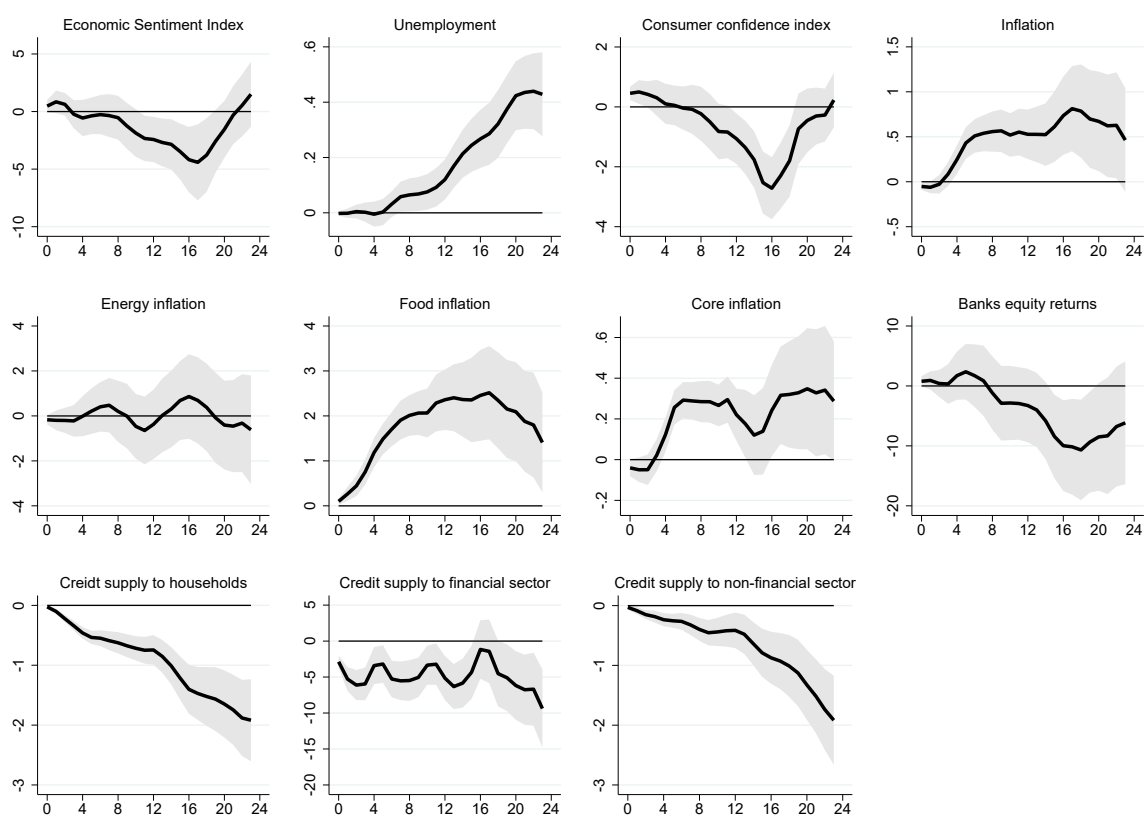 Economic Sentiment Index
5
0
-5
-10
0 4 8 12 16 20 24
Unemployment
.6
.4
.2
0
0 4 8 12 16 20 24
Consumer confidence index
2
0
-2
-4
0 4 8 12 16 20 24
Inflation
1.5
1
.5
0
-.5
0 4 8 12 16 20 24
Energy inflation
4
2
0
-2
-4
0 4 8 12 16 20 24
Food inflation
4
3
2
1
0
0 4 8 12 16 20 24
Core inflation
.6
.4
.2
0
-.2
0 4 8 12 16 20 24
Banks equity returns
10
0
-10
-20
0 4 8 12 16 20 24
Creidt supply to households
0
-1
-2
-3
0 4 8 12 16 20 24
Credit supply to financial sector
5
0
-5
-10
-15
-20
0 4 8 12 16 20 24
Credit supply to non-financial sector
0
-1
-2
-3
0 4 8 12 16 20 24